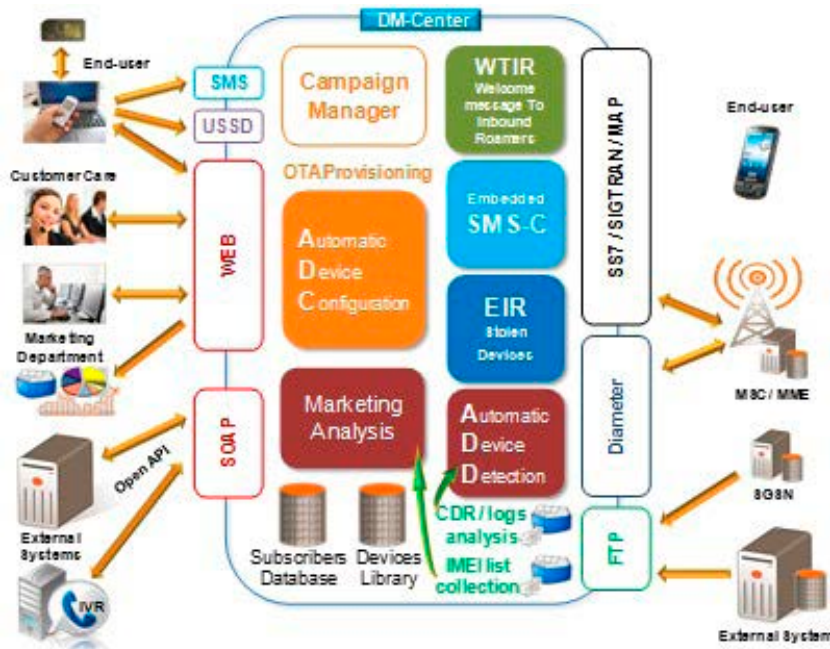 DM-Center
End-user
SMS
USSD
Campaign
Manager
WTIR
Welcome
message To
Inbound
Roamers
SS7 / SIGTRAN / MAP
End-user
Customer Care
OTA Provisioning
WEB
Automatic
Device
Configuration
Embedded
SMS-C
EIR
Stolen
Devices
Marketing
Department
MSC / MME
SOAP
Marketing
Analysis
Automatic
Device
Detection
Diameter
Open API
External
Systems
SGSN
CDR / logs
analysis
FTP
Subscribers
Database
Devices
Library
IMEI list
collection
IVR
External System